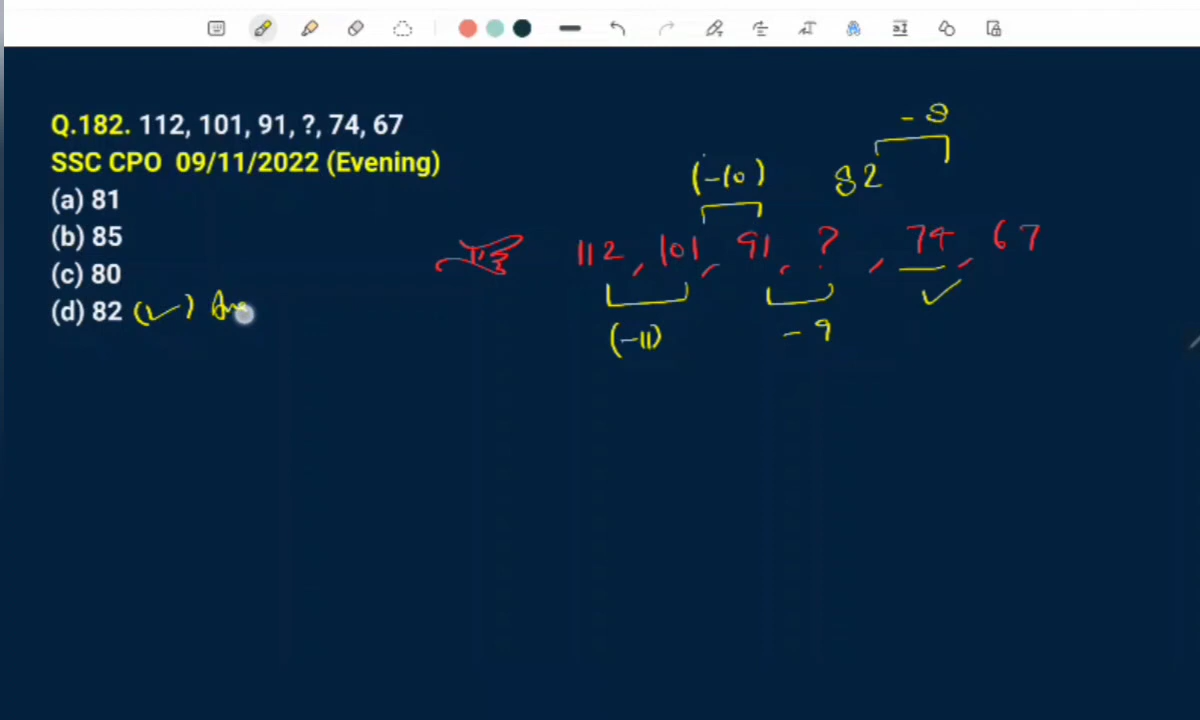 Q.182. 112, 101, 91, ?, 74, 67
SSC CPO 09/11/2022 (Evening)
(a) 81
(b) 85
(c) 80
(d) 82 (✓) Ans
- 8
(-10) 82
112, 101, 91, ?, 74, 67
(-11) - 9